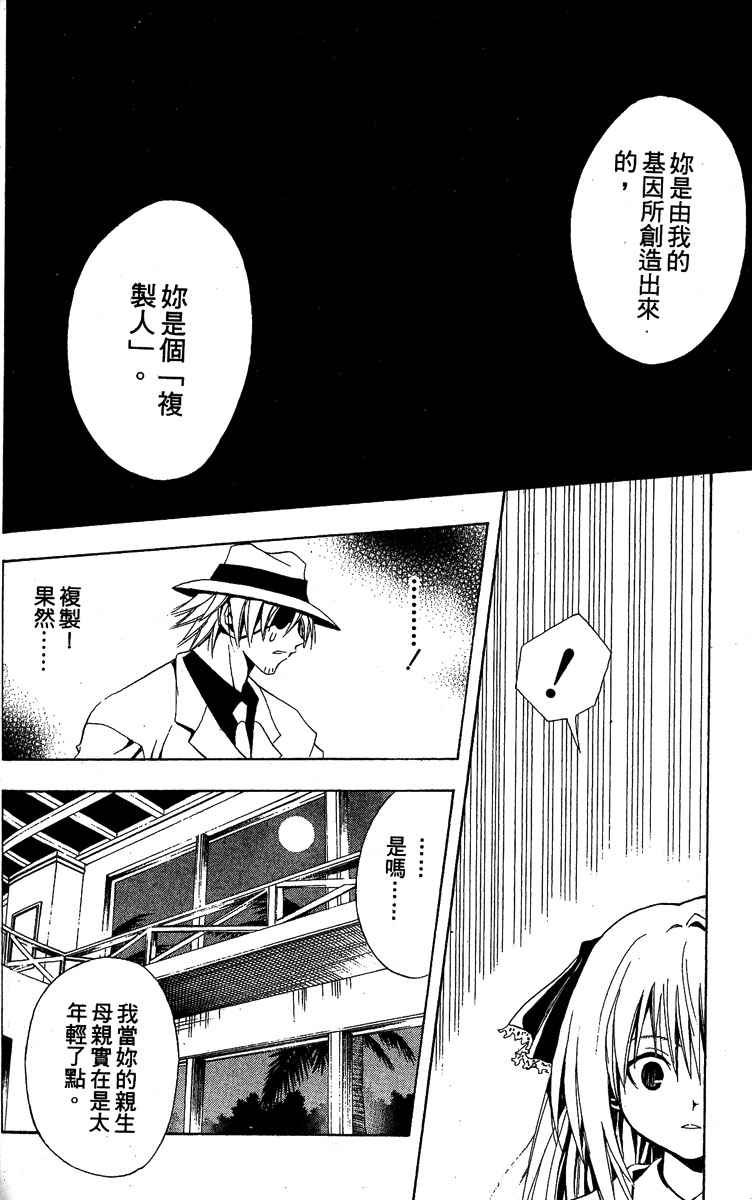 妳是由我的
基因所創造出來
的，
妳是個「複
製人」。
！
………！
複製！
果然……
……
是嗎……
我當妳的親生
母親實在是太
年輕了點。